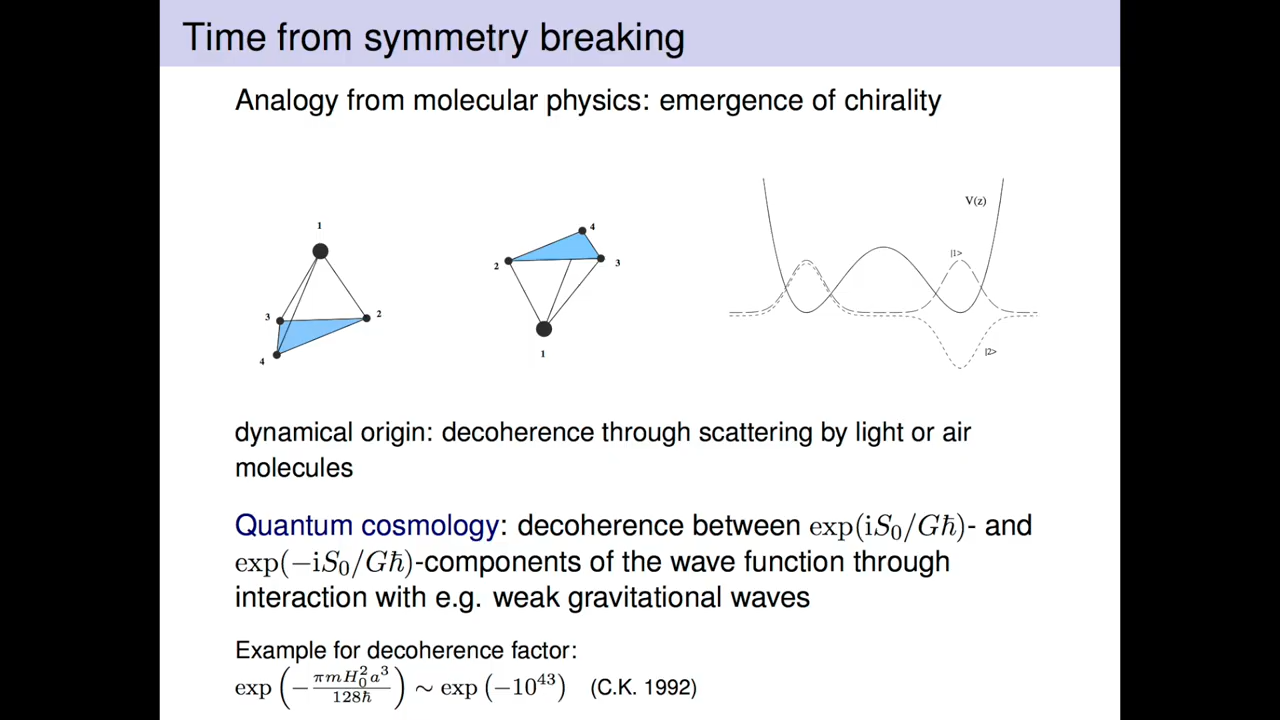 Time from symmetry breaking
Analogy from molecular physics: emergence of chirality
1
3
2
4
4
2
3
1
V(z)
|1>
|2>
dynamical origin: decoherence through scattering by light or air
molecules
Quantum cosmology: decoherence between exp(iS₀/Għ)- and
exp(−iS₀/Għ)-components of the wave function through
interaction with e.g. weak gravitational waves
Example for decoherence factor:
exp(−πmH₀²a³/128ħ) ∼ exp(−10⁴³) (C.K. 1992)